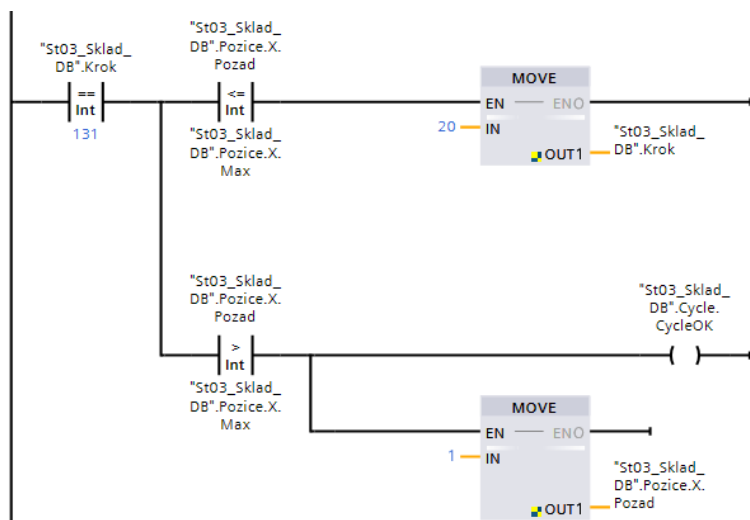 "St03_Sklad_
DB".Krok
==
Int
131
"St03_Sklad_
DB".Pozice.X.
Pozad
<=
Int
"St03_Sklad_
DB".Pozice.X.
Max
MOVE
EN
ENO
20
IN
OUT1
"St03_Sklad_
DB".Krok
"St03_Sklad_
DB".Pozice.X.
Pozad
>
Int
"St03_Sklad_
DB".Pozice.X.
Max
"St03_Sklad_
DB".Cycle.
CycleOK
MOVE
EN
ENO
1
IN
OUT1
"St03_Sklad_
DB".Pozice.X.
Pozad